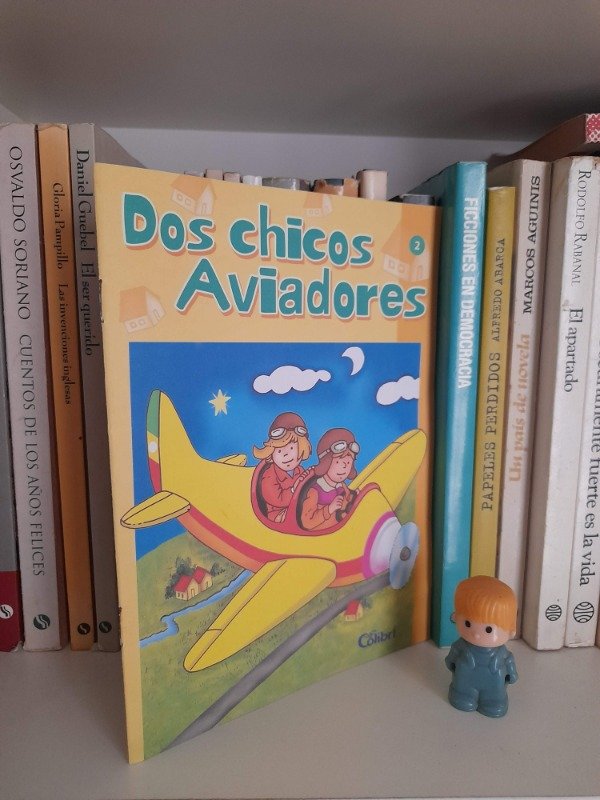 OSVALDO SORIANO CUENTOS DE LOS AÑOS FELICES
Gloria Pampillo Las invenciones inglesas
Daniel Guebel El ser querido
Dos chicos
Aviadores
2
Colibrí
FICCIONES EN DEMOCRACIA
PAPELES PERDIDOS ALFREDO ABARCA
MARCOS AGUINIS
Un país de novela
RODOLFO RABANAL
El apartado
fuerte es la vida